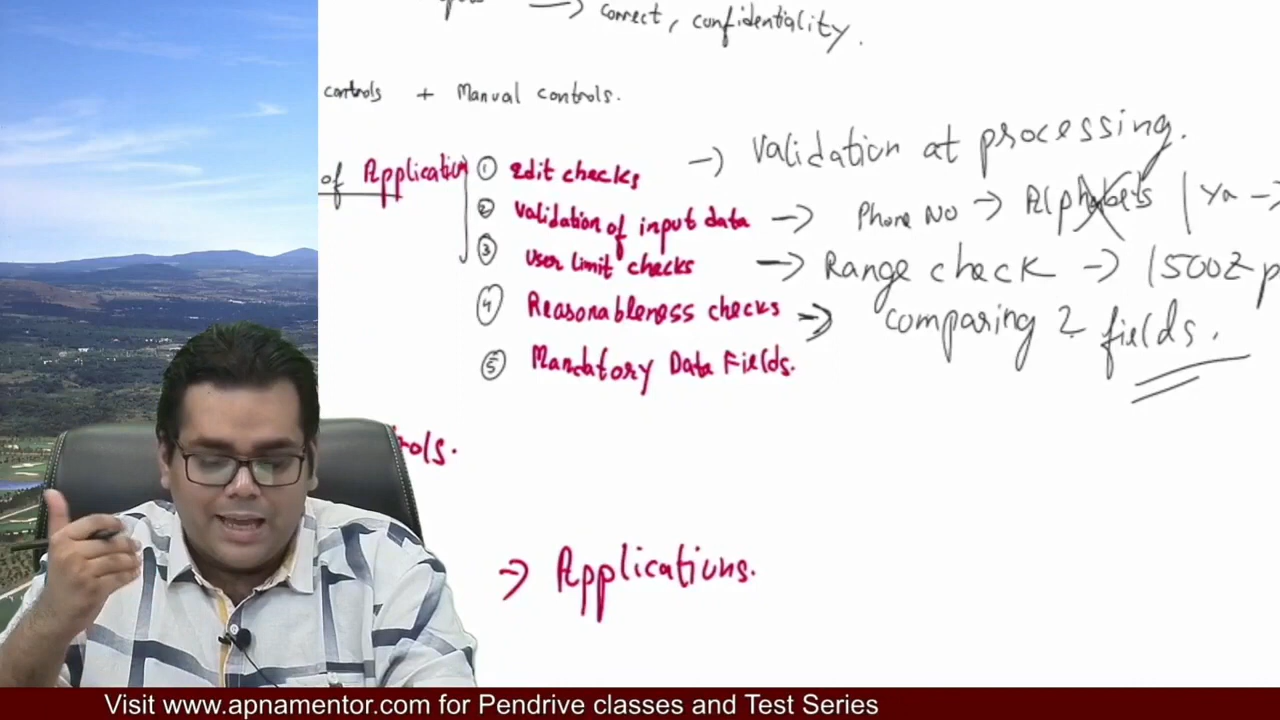 → correct, confidentiality.
controls + Manual controls.
of Application ① Edit checks → Validation at processing.
② Validation of input data → Phone No → Alphabets | Ya →
③ User limit checks → Range check →
④ Reasonableness checks → comparing 2 fields.
⑤ Mandatory Data Fields.
rols.
→ Applications.
Visit www.apnamentor.com for Pendrive classes and Test Series